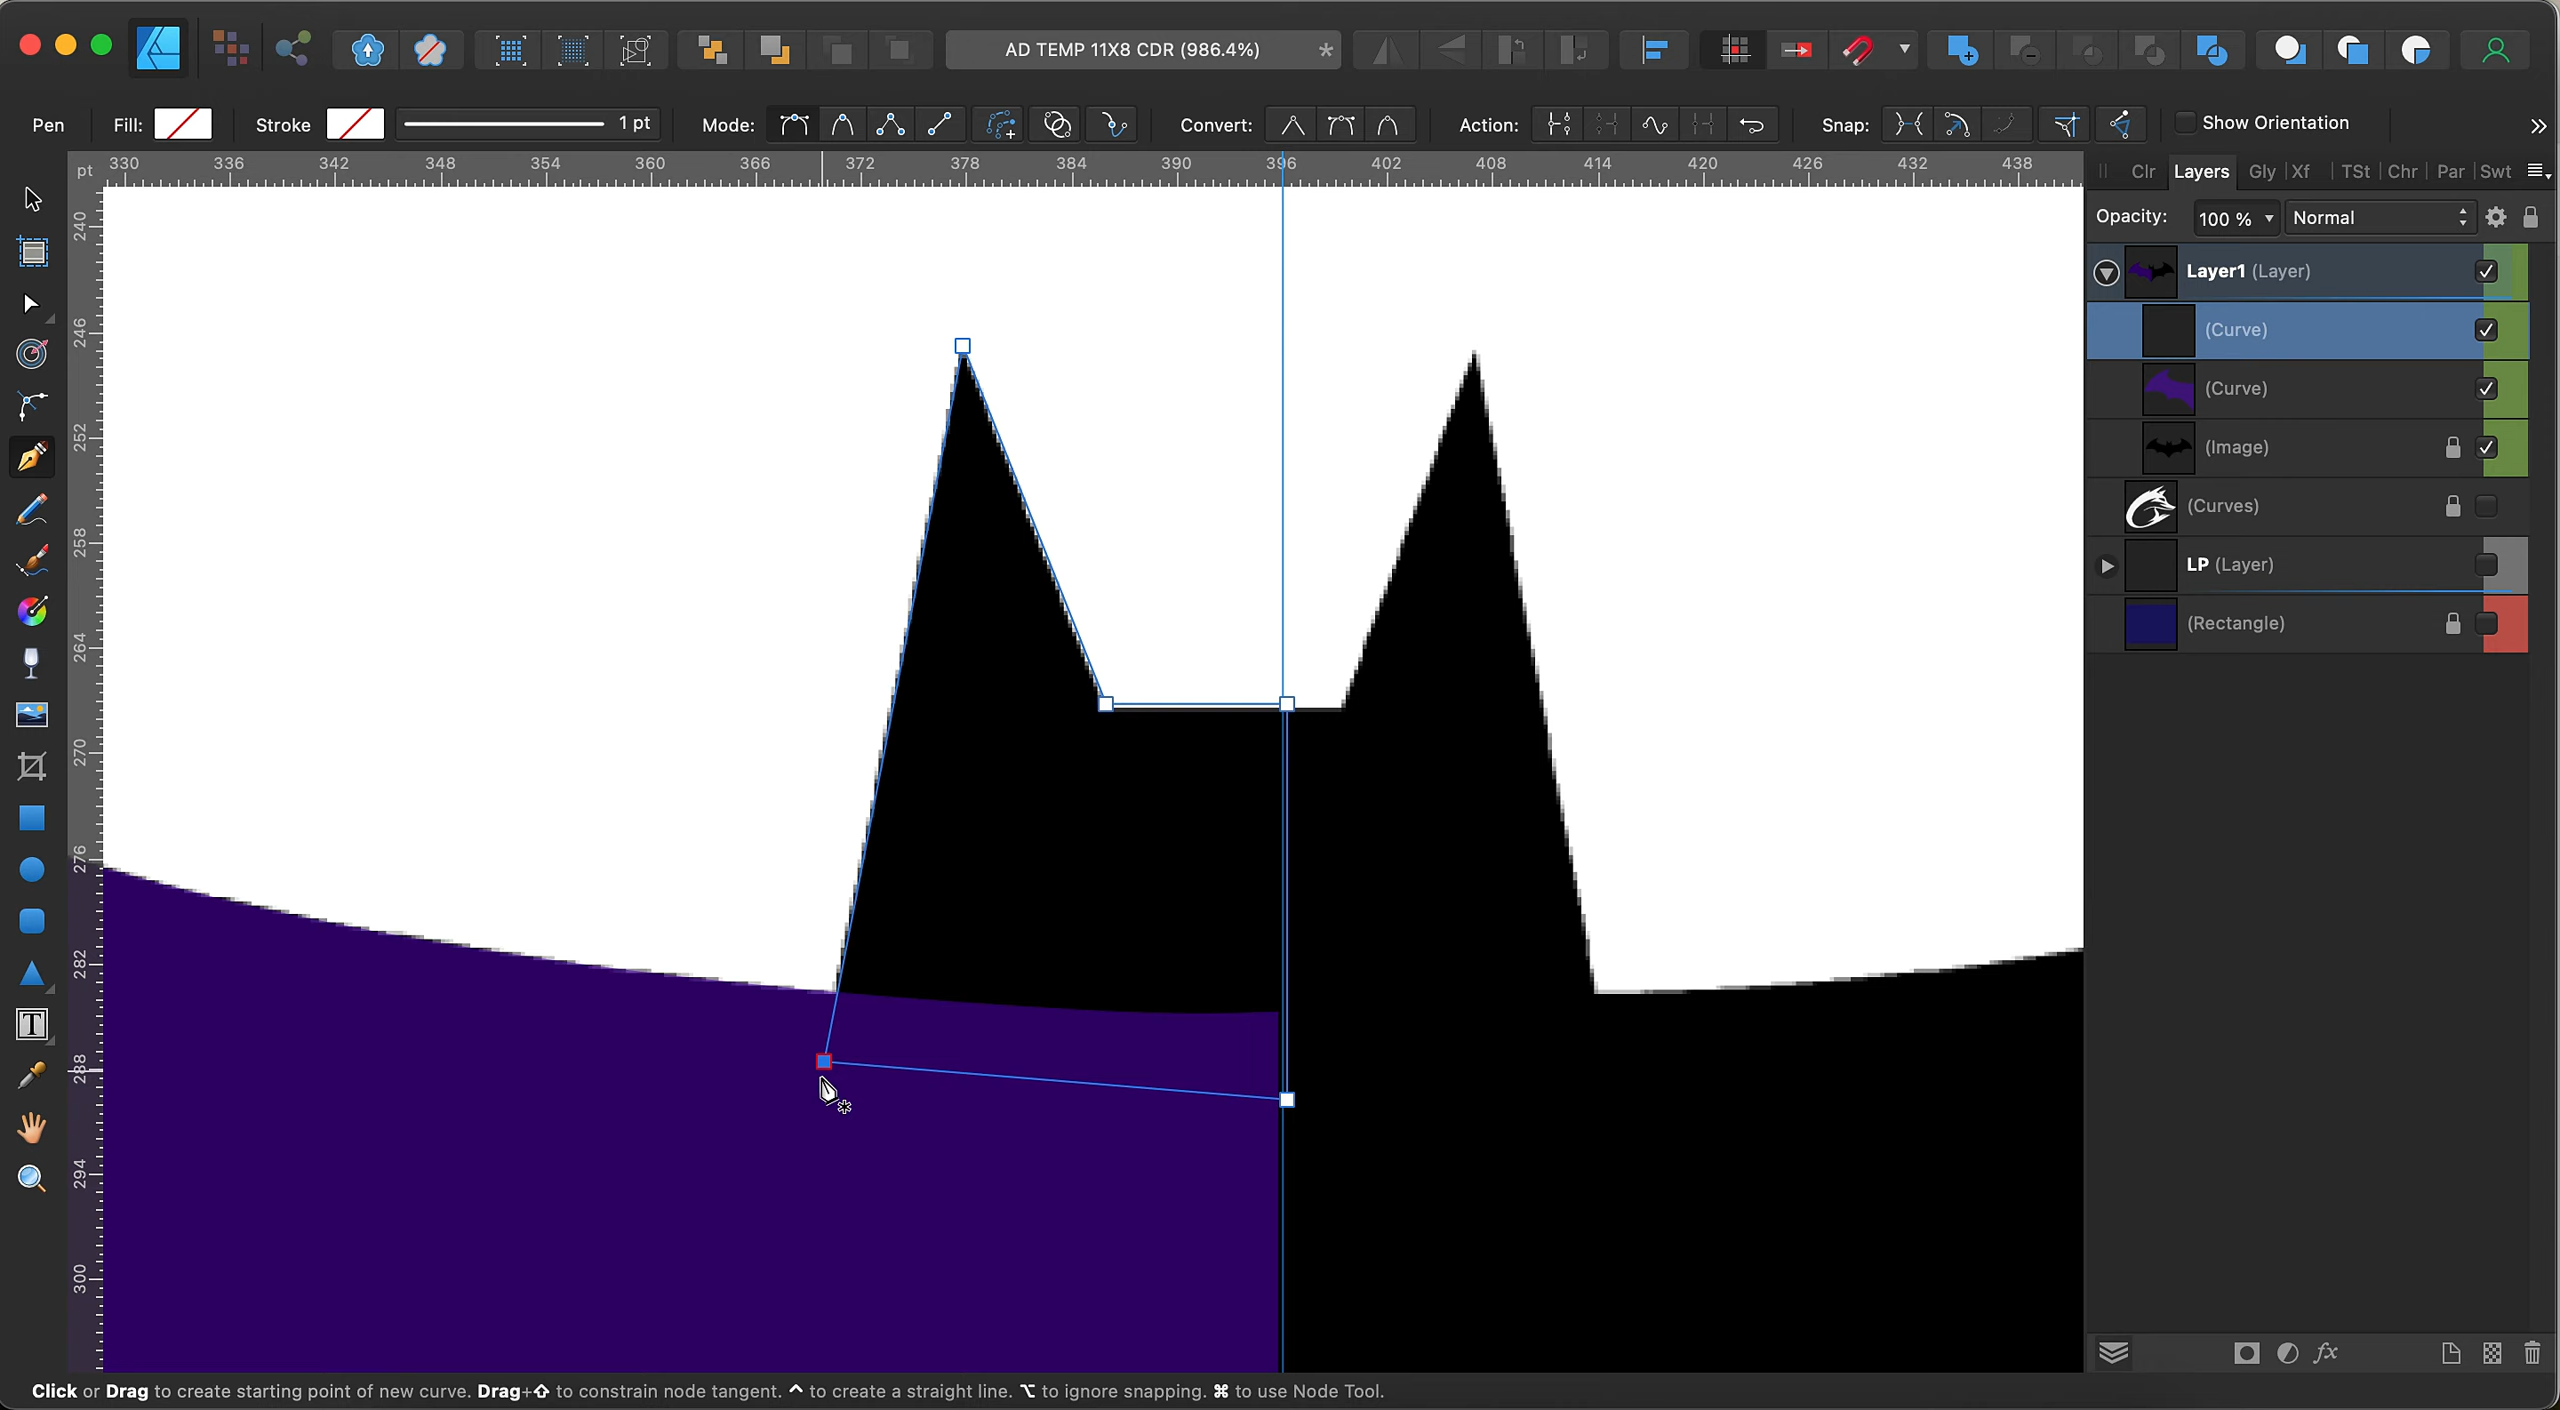 AD TEMP 11X8 CDR (986.4%) *
Pen Fill: Stroke 1 pt Mode: Convert: Action: Snap: Show Orientation
pt 330 336 342 348 354 360 366 372 378 384 390 396 402 408 414 420 426 432 438
Clr Layers Gly Xf TSt Chr Par Swt
Opacity: 100 % Normal
240
246
252
258
264
270
276
282
288
294
300
Layer1 (Layer)
(Curve)
(Curve)
(Image)
(Curves)
LP (Layer)
(Rectangle)
T
fx
Click or Drag to create starting point of new curve. Drag+⇧ to constrain node tangent. ^ to create a straight line. ⌥ to ignore snapping. ⌘ to use Node Tool.